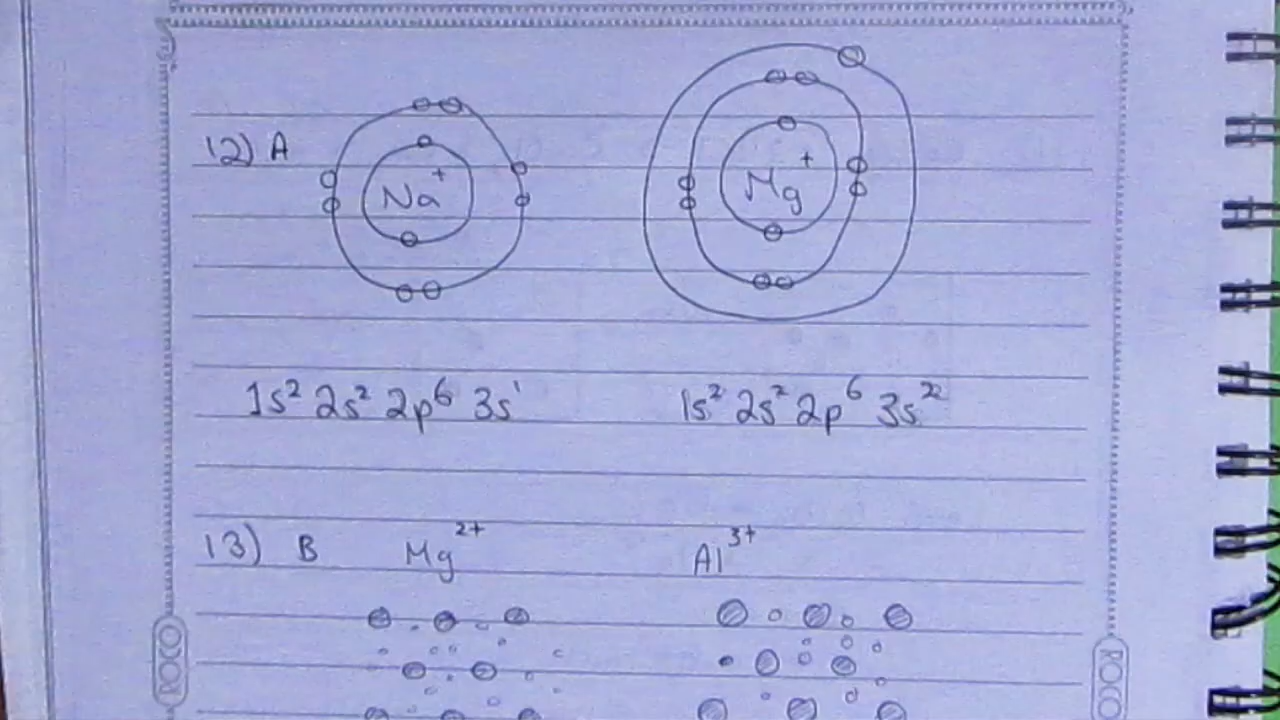 12) A
Na⁺ Mg⁺
1s² 2s² 2p⁶ 3s¹ 1s² 2s² 2p⁶ 3s²
13) B Mg²⁺ Al³⁺
ROCO ROCO